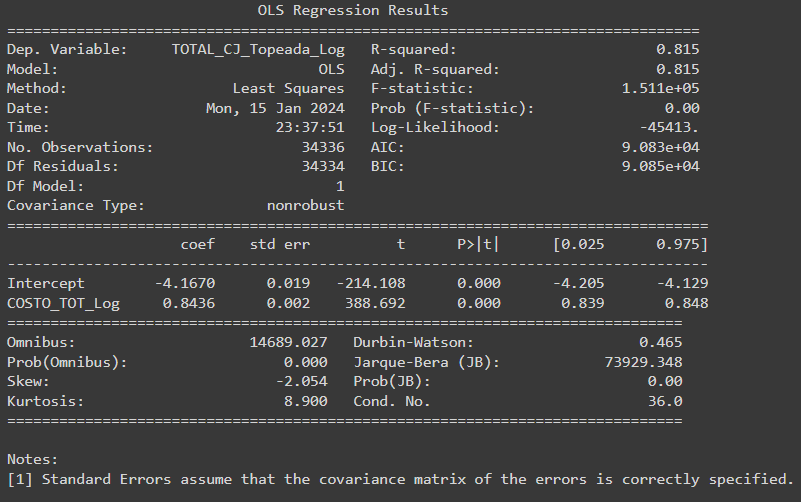 OLS Regression Results
==============================================================================
Dep. Variable:     TOTAL_CJ_Topeada_Log   R-squared:                       0.815
Model:                              OLS   Adj. R-squared:                  0.815
Method:                   Least Squares   F-statistic:                 1.511e+05
Date:                  Mon, 15 Jan 2024   Prob (F-statistic):               0.00
Time:                          23:37:51   Log-Likelihood:                -45413.
No. Observations:                 34336   AIC:                         9.083e+04
Df Residuals:                     34334   BIC:                         9.085e+04
Df Model:                             1
Covariance Type:              nonrobust
=================================================================================
                    coef    std err          t      P>|t|      [0.025      0.975]
---------------------------------------------------------------------------------
Intercept        -4.1670      0.019   -214.108      0.000      -4.205      -4.129
COSTO_TOT_Log     0.8436      0.002    388.692      0.000       0.839       0.848
==============================================================================
Omnibus:                    14689.027   Durbin-Watson:                   0.465
Prob(Omnibus):                  0.000   Jarque-Bera (JB):            73929.348
Skew:                          -2.054   Prob(JB):                         0.00
Kurtosis:                       8.900   Cond. No.                         36.0
==============================================================================
Notes:
[1] Standard Errors assume that the covariance matrix of the errors is correctly specified.